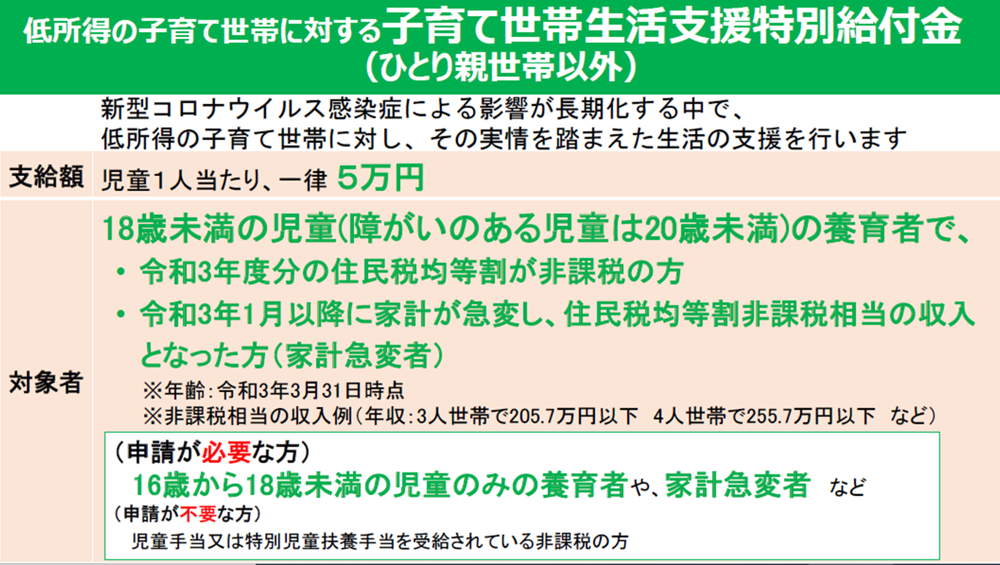 低所得の子育て世帯に対する子育て世帯生活支援特別給付金
（ひとり親世帯以外）
新型コロナウイルス感染症による影響が長期化する中で、
低所得の子育て世帯に対し、その実情を踏まえた生活の支援を行います
支給額
児童１人当たり、一律 ５万円
対象者
18歳未満の児童(障がいのある児童は20歳未満)の養育者で、
・ 令和3年度分の住民税均等割が非課税の方
・ 令和3年1月以降に家計が急変し、住民税均等割非課税相当の収入
となった方（家計急変者）
※年齢：令和3年3月31日時点
※非課税相当の収入例（年収：3人世帯で205.7万円以下　4人世帯で255.7万円以下　など）
（申請が必要な方）
16歳から18歳未満の児童のみの養育者や、家計急変者　など
（申請が不要な方）
児童手当又は特別児童扶養手当を受給されている非課税の方